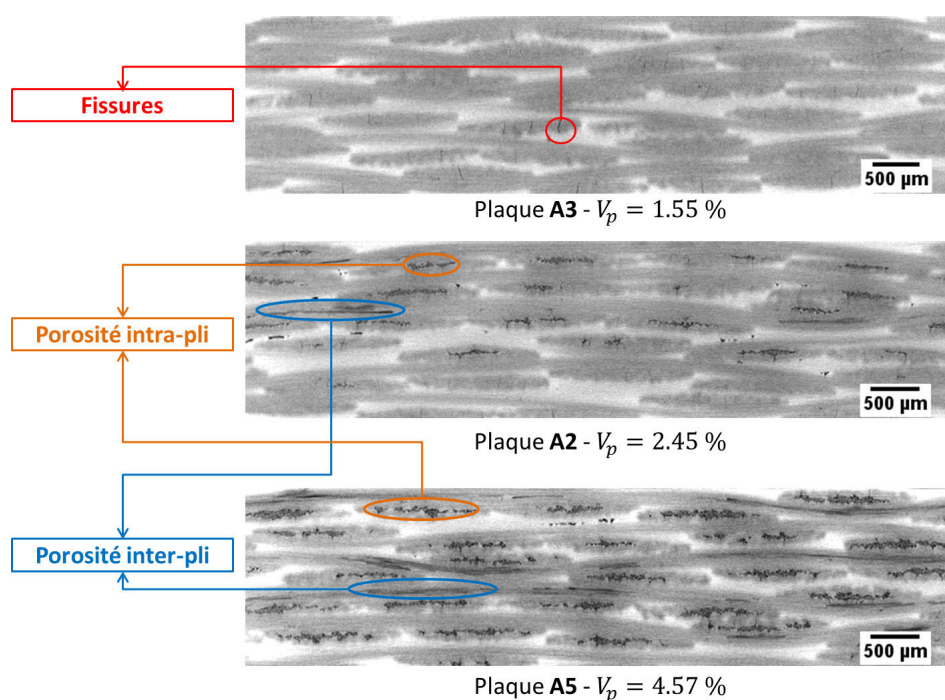 Fissures
500 µm
Plaque A3 - Vₚ = 1.55 %
Porosité intra-pli
500 µm
Plaque A2 - Vₚ = 2.45 %
Porosité inter-pli
500 µm
Plaque A5 - Vₚ = 4.57 %